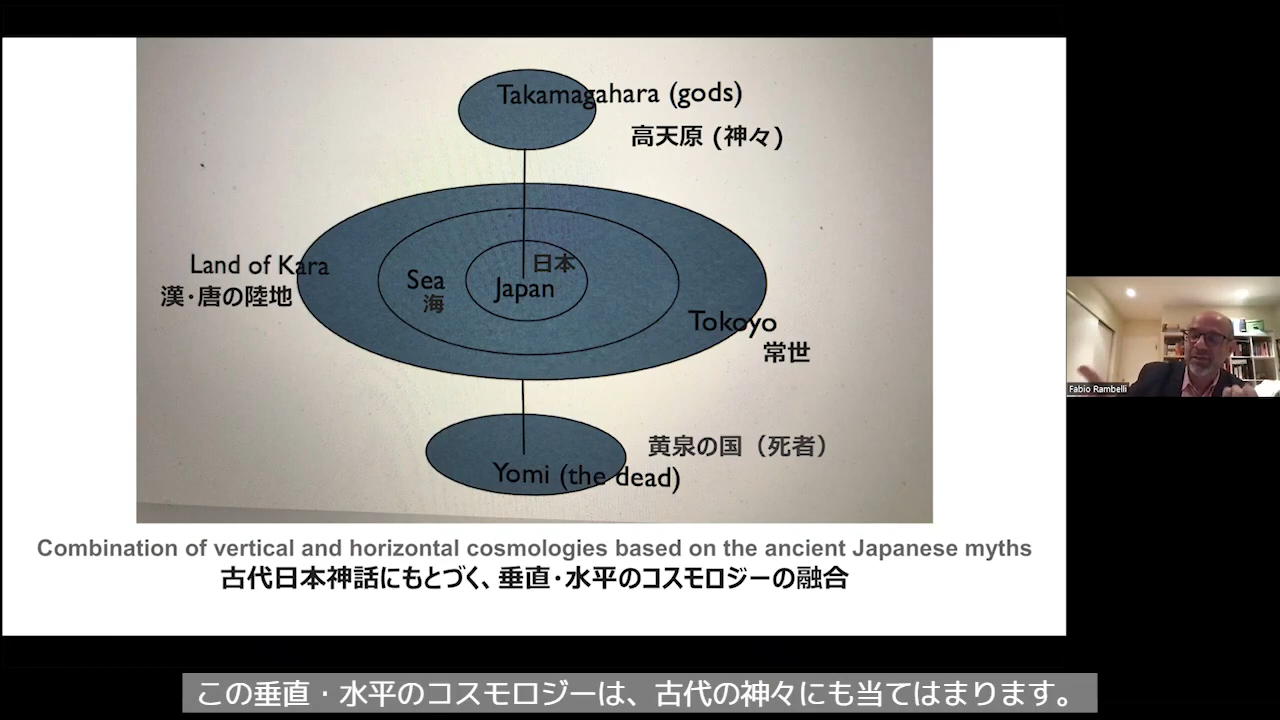 Takamagahara (gods)
高天原 (神々)
Land of Kara
漢・唐の陸地
Sea
海
日本
Japan
Tokoyo
常世
黄泉の国（死者）
Yomi (the dead)
Combination of vertical and horizontal cosmologies based on the ancient Japanese myths
古代日本神話にもとづく、垂直・水平のコスモロジーの融合
Fabio Rambelli
この垂直・水平のコスモロジーは、古代の神々にも当てはまります。